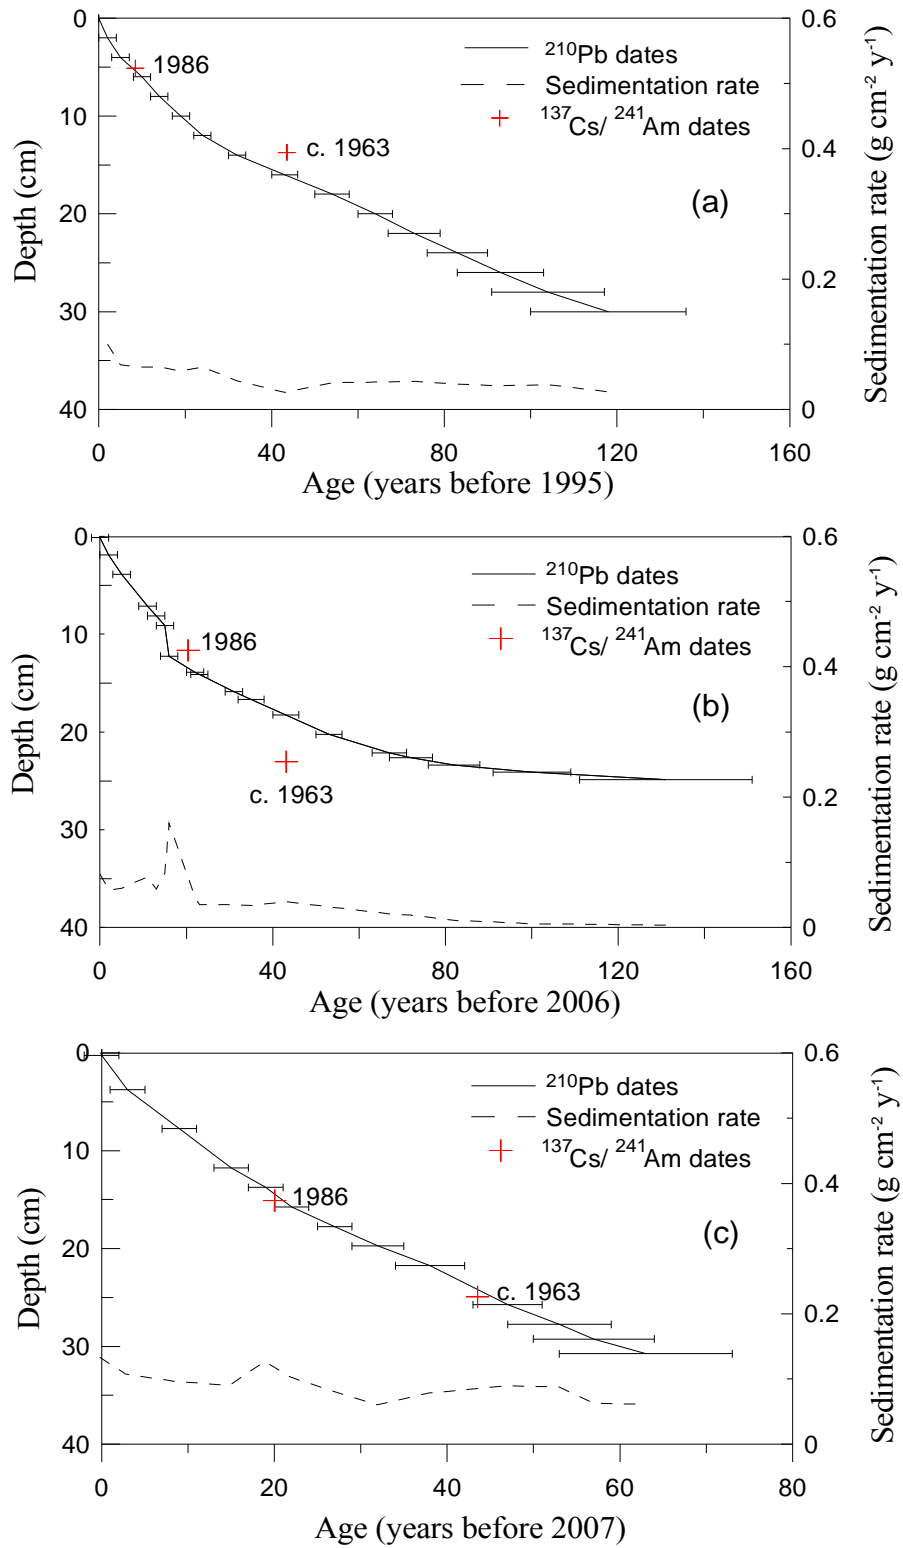 0
10
20
30
40
Depth (cm)
0
40
80
120
160
Age (years before 1995)
0.6
0.4
0.2
0
Sedimentation rate (g cm⁻² y⁻¹)
²¹⁰Pb dates
Sedimentation rate
¹³⁷Cs/ ²⁴¹Am dates
1986
c. 1963
(a)
0
10
20
30
40
Depth (cm)
0
40
80
120
160
Age (years before 2006)
0.6
0.4
0.2
0
Sedimentation rate (g cm⁻² y⁻¹)
²¹⁰Pb dates
Sedimentation rate
¹³⁷Cs/ ²⁴¹Am dates
1986
c. 1963
(b)
0
10
20
30
40
Depth (cm)
0
20
40
60
80
Age (years before 2007)
0.6
0.4
0.2
0
Sedimentation rate (g cm⁻² y⁻¹)
²¹⁰Pb dates
Sedimentation rate
¹³⁷Cs/ ²⁴¹Am dates
1986
c. 1963
(c)